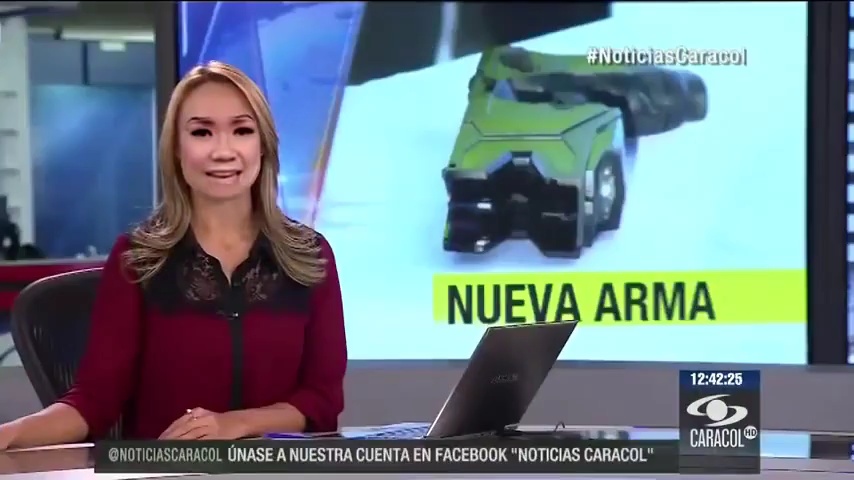 #NoticiasCaracol
NUEVA ARMA
12:42:25
CARACOL HD
@NOTICIASCARACOL ÚNASE A NUESTRA CUENTA EN FACEBOOK "NOTICIAS CARACOL"